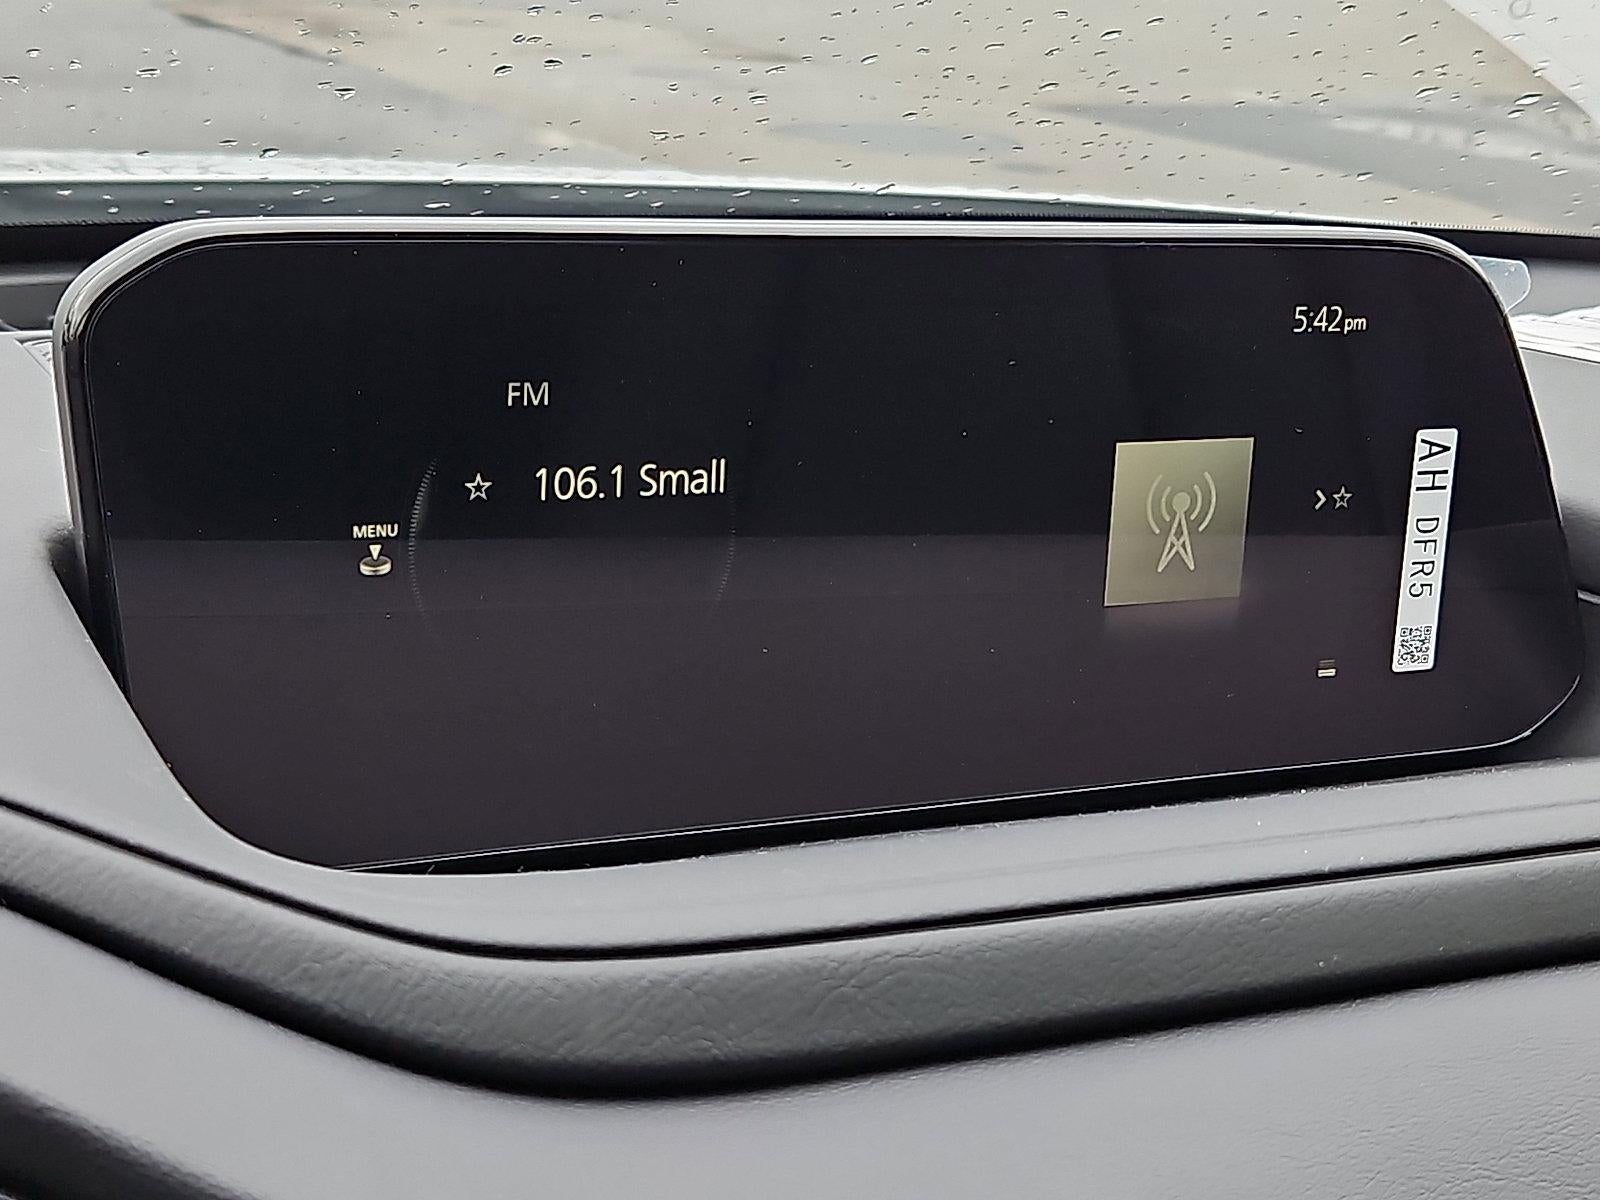 5:42pm
FM
106.1 Small
MENU
AH DFR5